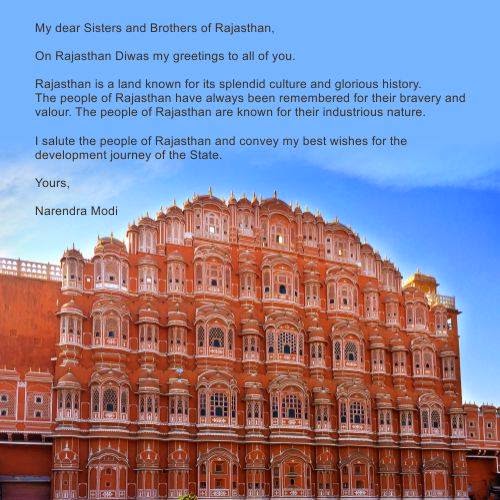 My dear Sisters and Brothers of Rajasthan,
On Rajasthan Diwas my greetings to all of you.
Rajasthan is a land known for its splendid culture and glorious history.
The people of Rajasthan have always been remembered for their bravery and
valour. The people of Rajasthan are known for their industrious nature.
I salute the people of Rajasthan and convey my best wishes for the
development journey of the State.
Yours,
Narendra Modi